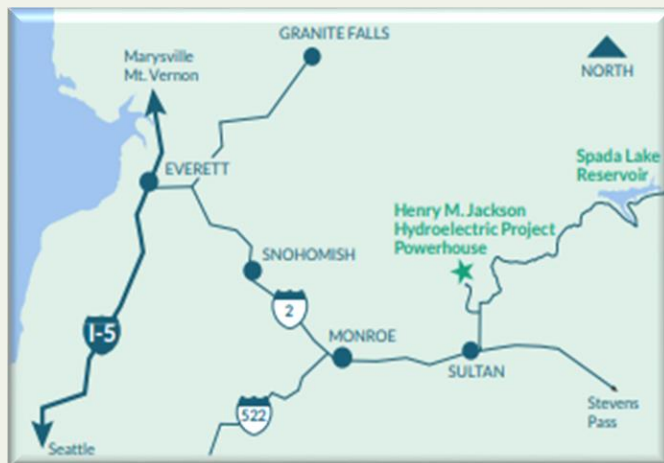 GRANITE FALLS
Marysville
Mt. Vernon
NORTH
EVERETT
Spada Lake
Reservoir
Henry M. Jackson
Hydroelectric Project
Powerhouse
SNOHOMISH
2
I-5
MONROE
SULTAN
522
Stevens
Pass
Seattle